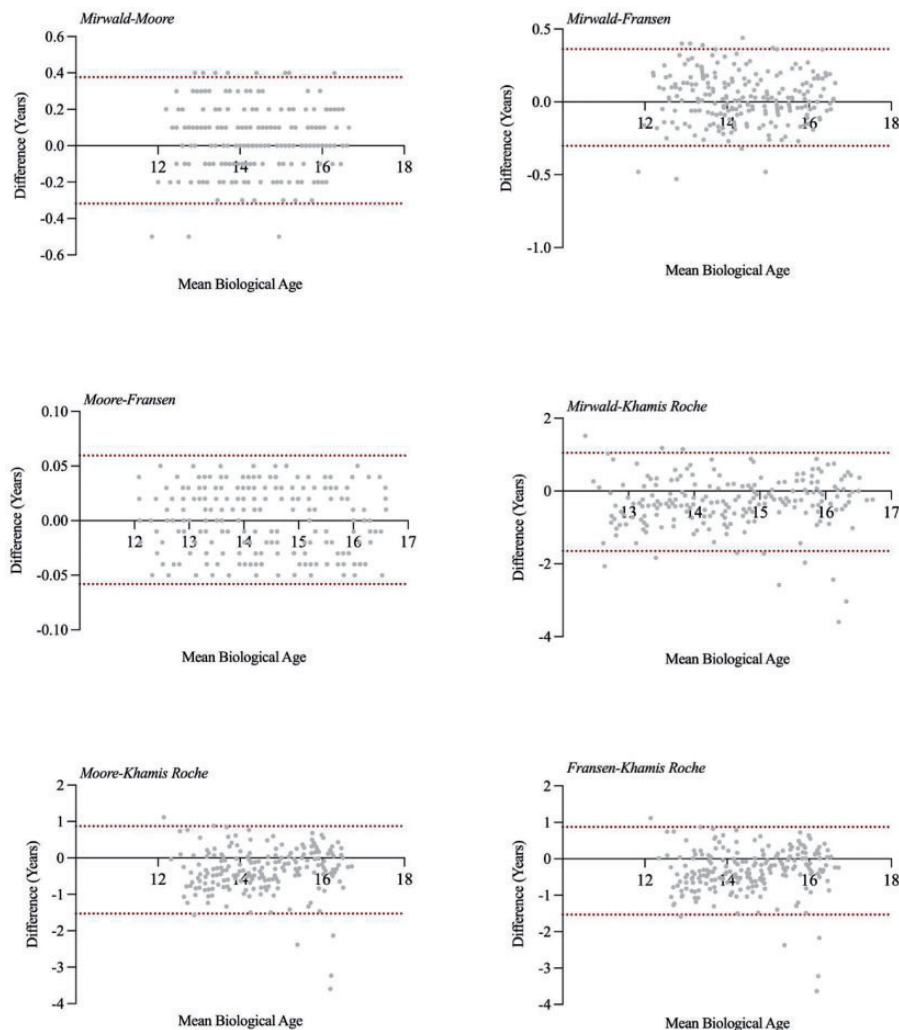 Mirwald-Moore
0.6
0.4
0.2
0.0
-0.2
-0.4
-0.6
12 14 16 18
Difference (Years)
Mean Biological Age
Mirwald-Fransen
0.5
0.0
-0.5
-1.0
12 14 16 18
Difference (Years)
Mean Biological Age
Moore-Fransen
0.10
0.05
0.00
-0.05
-0.10
12 13 14 15 16 17
Difference (Years)
Mean Biological Age
Mirwald-Khamis Roche
2
0
-2
-4
13 14 15 16 17
Difference (Years)
Mean Biological Age
Moore-Khamis Roche
2
1
0
-1
-2
-3
-4
12 14 16 18
Difference (Years)
Mean Biological Age
Fransen-Khamis Roche
2
1
0
-1
-2
-3
-4
12 14 16 18
Difference (Years)
Mean Biological Age